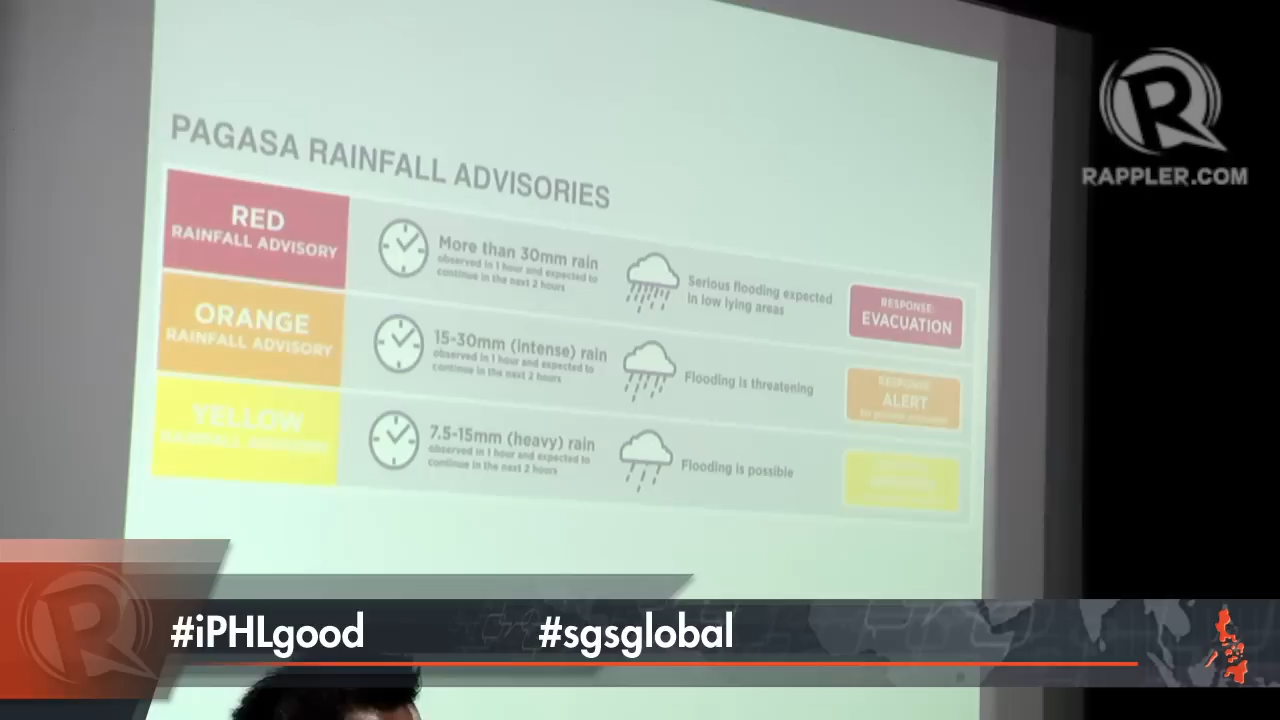 RAPPLER.COM
PAGASA RAINFALL ADVISORIES
RED
RAINFALL ADVISORY
More than 30mm rain
observed in 1 hour and expected to
continue in the next 2 hours
Serious flooding expected
in low lying areas
RESPONSE:
EVACUATION
ORANGE
RAINFALL ADVISORY
15-30mm (intense) rain
observed in 1 hour and expected to
continue in the next 2 hours
Flooding is threatening
RESPONSE:
ALERT
YELLOW
RAINFALL ADVISORY
7.5-15mm (heavy) rain
observed in 1 hour and expected to
continue in the next 2 hours
Flooding is possible
#iPHLgood
#sgsglobal